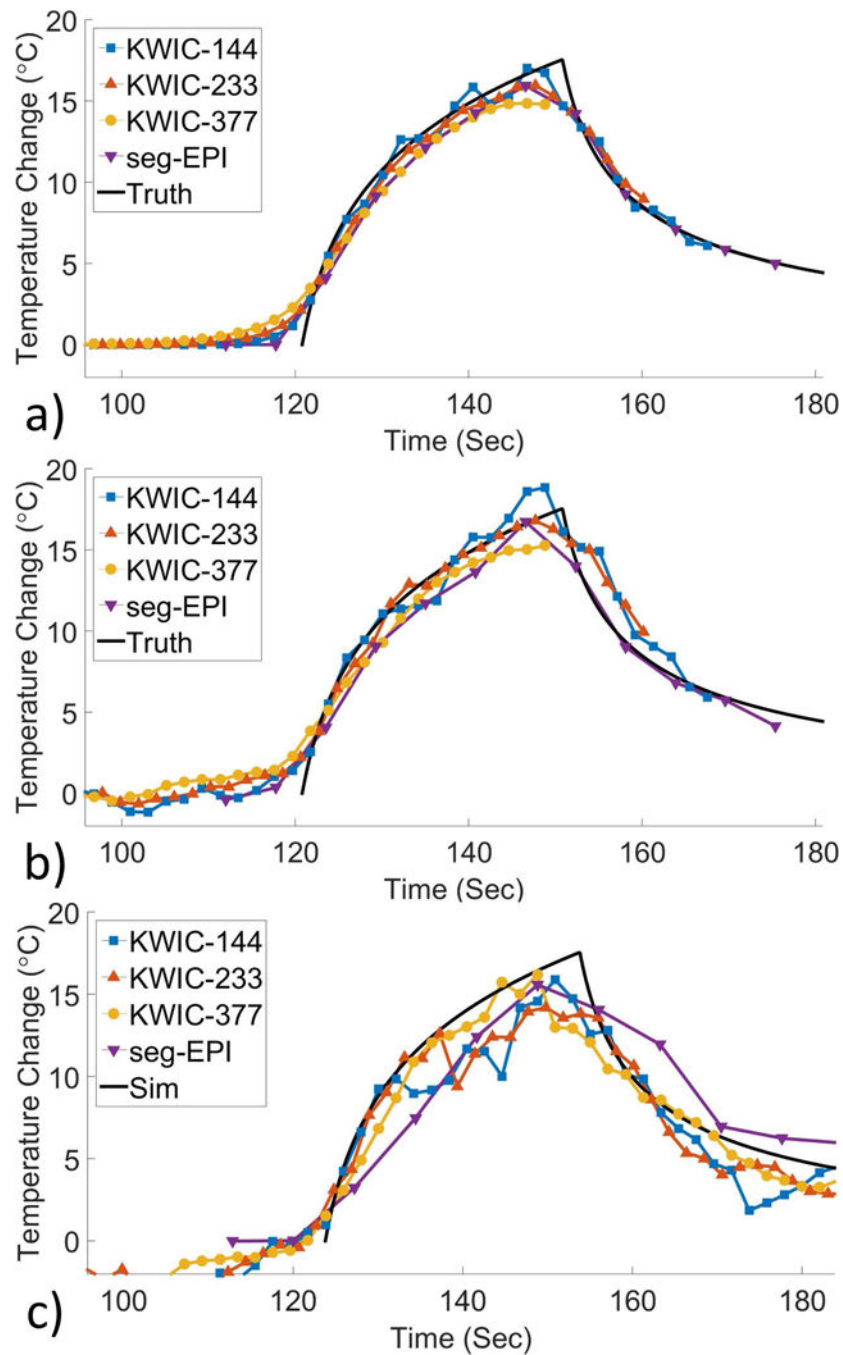 20
15
10
5
0
Temperature Change (°C)
KWIC-144
KWIC-233
KWIC-377
seg-EPI
Truth
100 120 140 160 180
Time (Sec)
a)
20
15
10
5
0
Temperature Change (°C)
KWIC-144
KWIC-233
KWIC-377
seg-EPI
Truth
100 120 140 160 180
Time (Sec)
b)
20
15
10
5
0
Temperature Change (°C)
KWIC-144
KWIC-233
KWIC-377
seg-EPI
Sim
100 120 140 160 180
Time (Sec)
c)